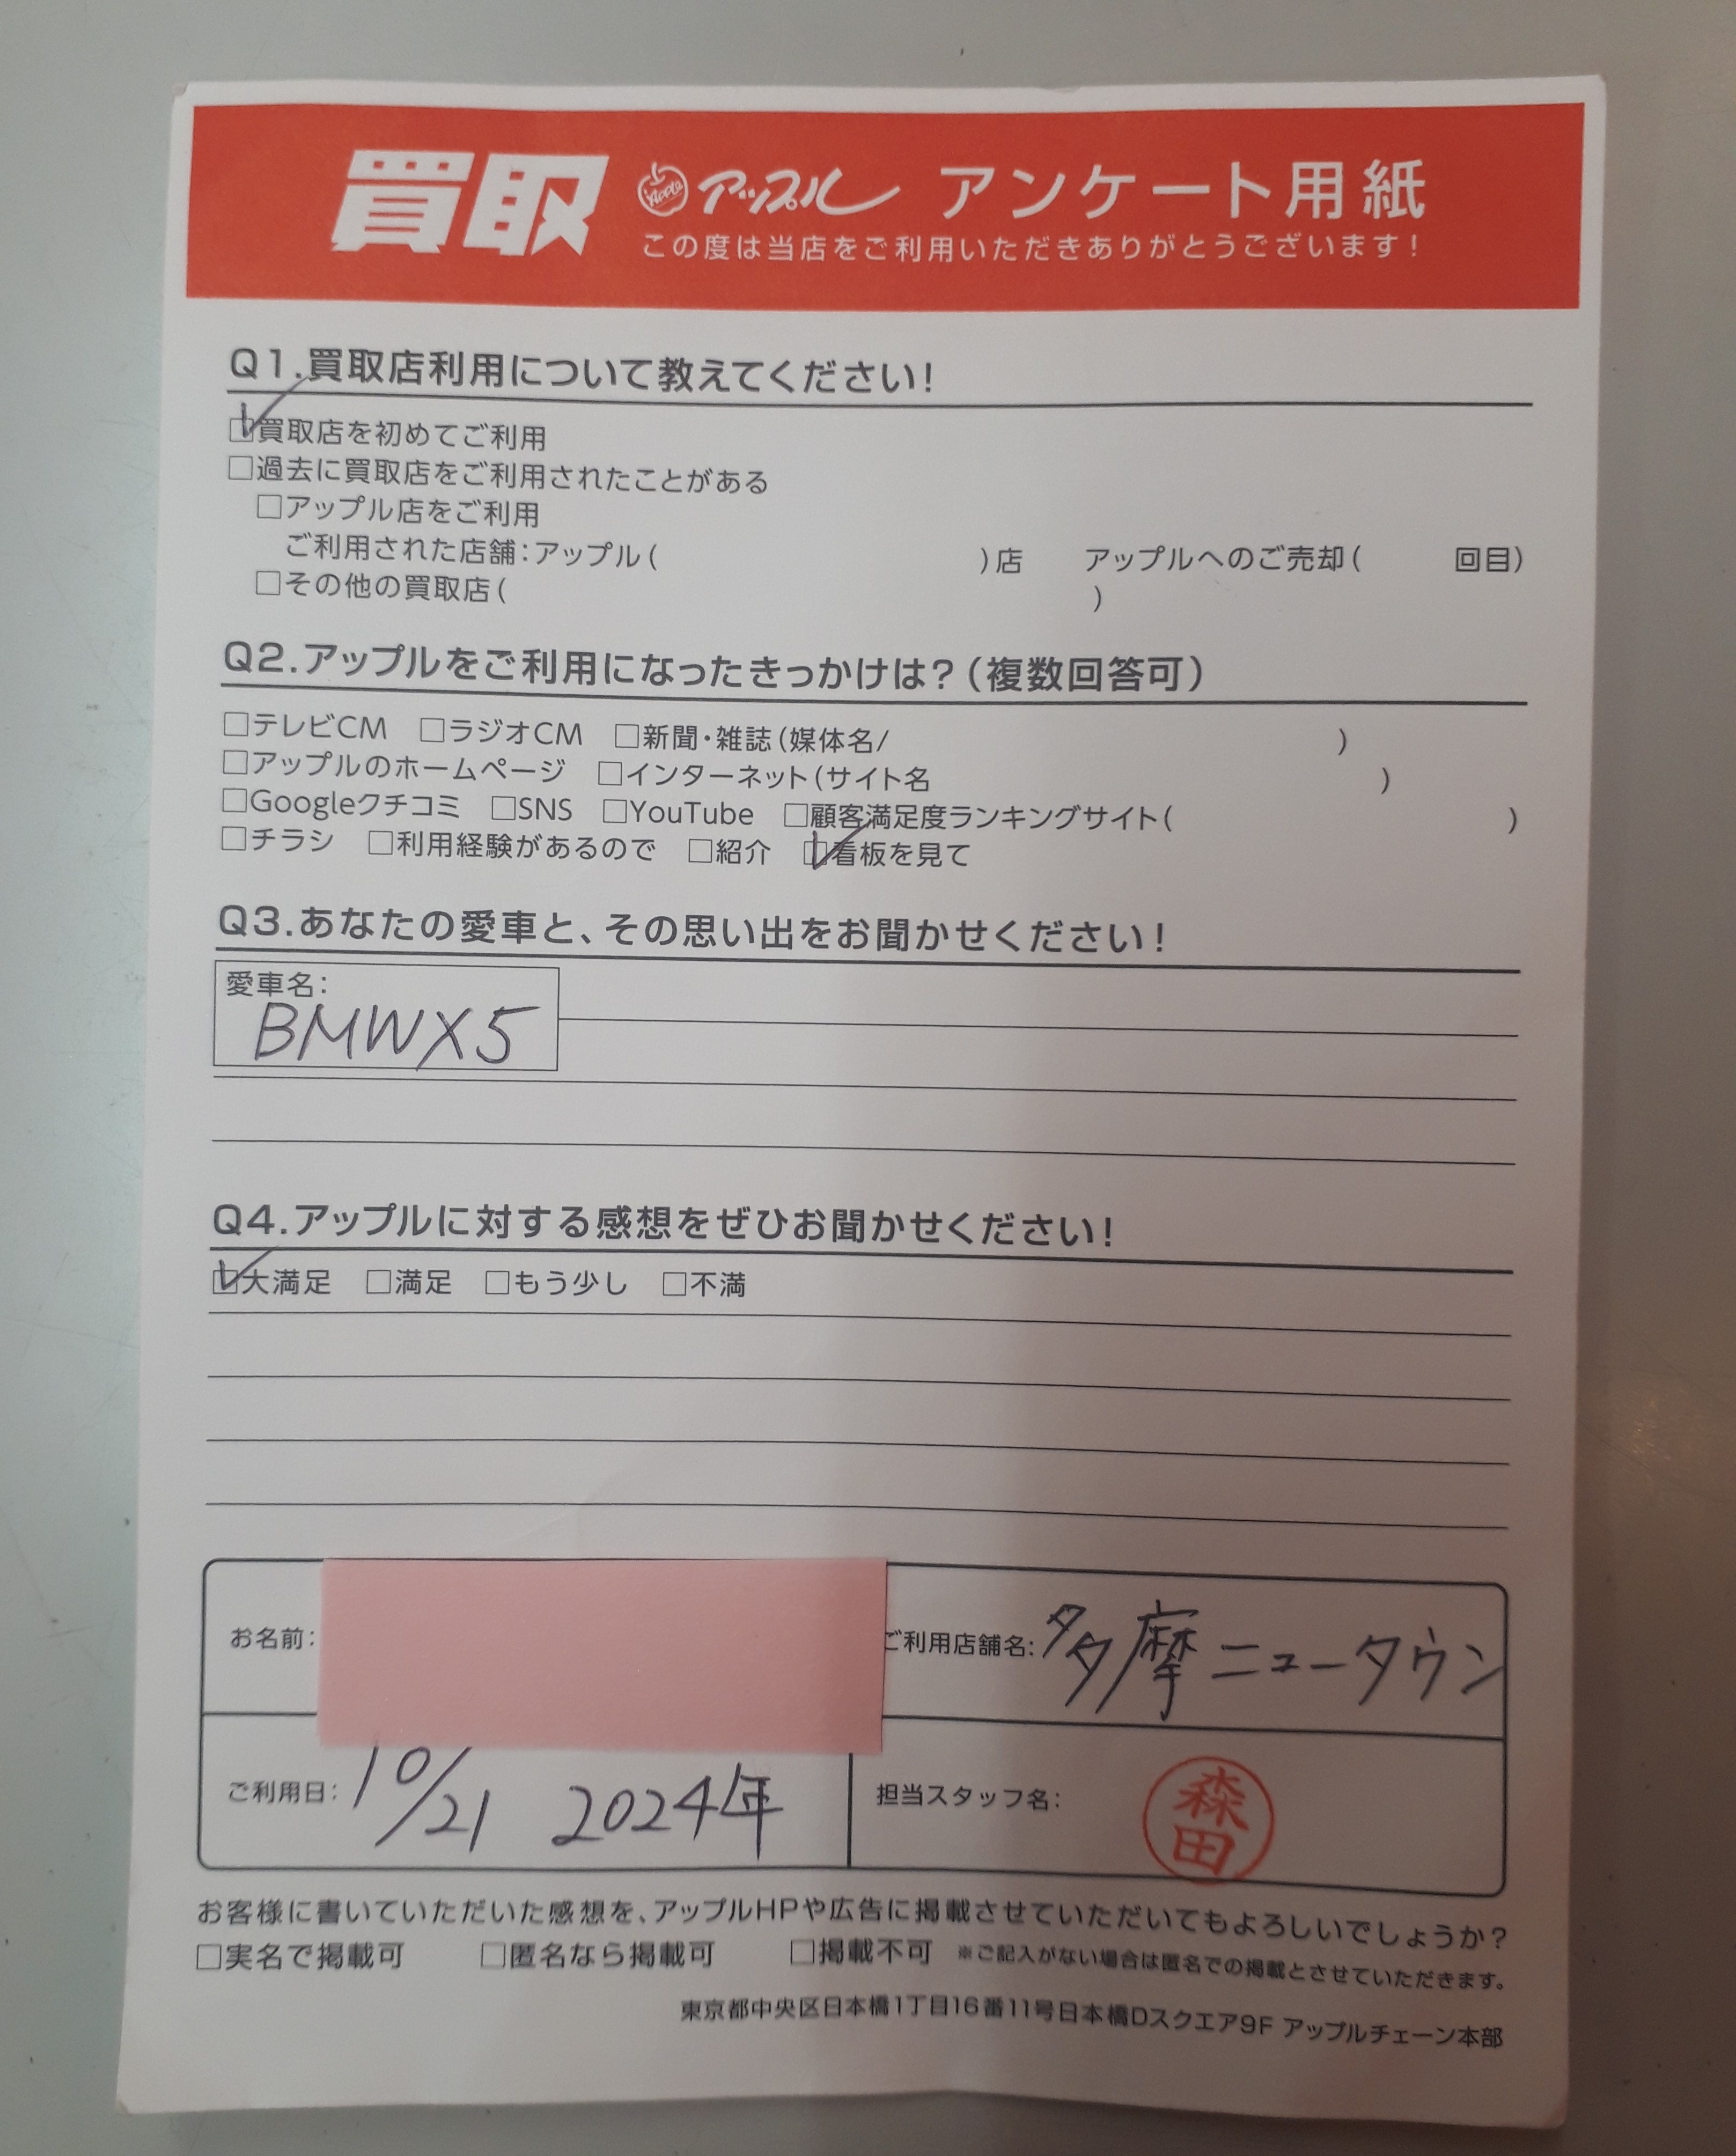 買取 Apple アップル アンケート用紙
この度は当店をご利用いただきありがとうございます！
Q1.買取店利用について教えてください！
☑買取店を初めてご利用
□過去に買取店をご利用されたことがある
□アップル店をご利用
ご利用された店舗：アップル（　　　）店　アップルへのご売却（　　　回目）
□その他の買取店（　　　）
Q2.アップルをご利用になったきっかけは？（複数回答可）
□テレビCM　□ラジオCM　□新聞・雑誌（媒体名/　　　）
□アップルのホームページ　□インターネット（サイト名　　　）
□Googleクチコミ　□SNS　□YouTube　□顧客満足度ランキングサイト（　　　）
□チラシ　□利用経験があるので　□紹介　☑看板を見て
Q3.あなたの愛車と、その思い出をお聞かせください！
愛車名：
BMWX5
Q4.アップルに対する感想をぜひお聞かせください！
☑大満足　□満足　□もう少し　□不満
お名前：
ご利用店舗名：多摩ニュータウン
ご利用日：10/21 2024年
担当スタッフ名：森田
お客様に書いていただいた感想を、アップルHPや広告に掲載させていただいてもよろしいでしょうか？
□実名で掲載可　□匿名なら掲載可　□掲載不可　※ご記入がない場合は匿名での掲載とさせていただきます。
東京都中央区日本橋1丁目16番11号日本橋Dスクエア9F アップルチェーン本部